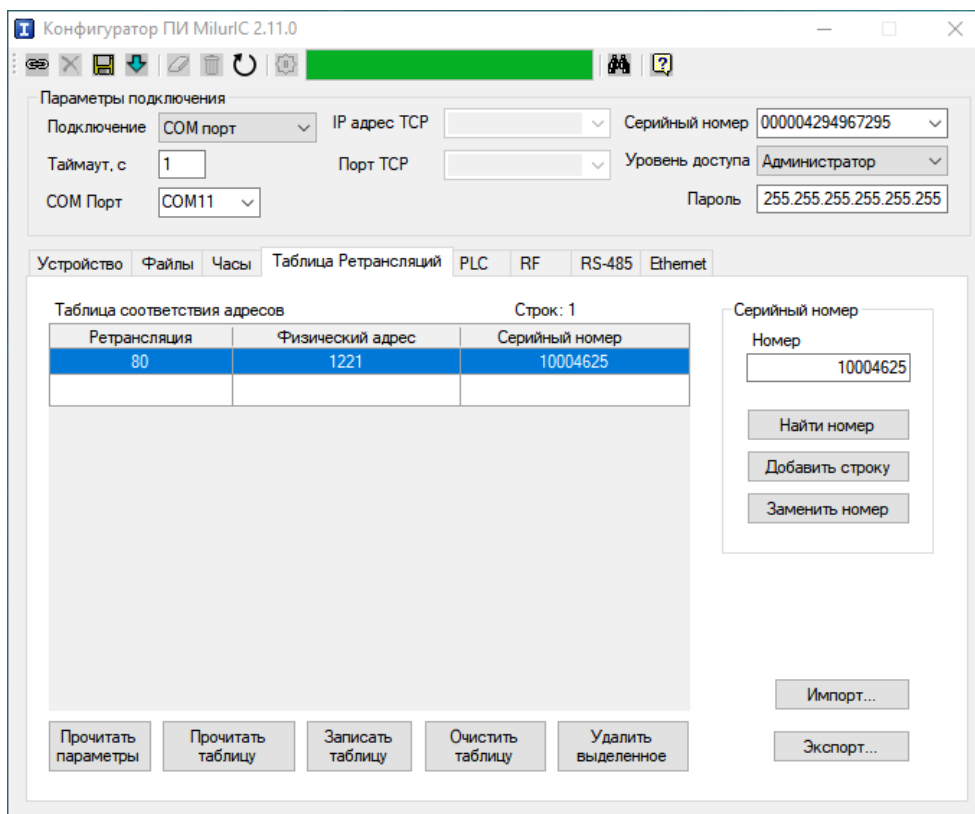 Конфигуратор ПИ MilurIC 2.11.0
Параметры подключения
Подключение COM порт IP адрес TCP Серийный номер 000004294967295
Таймаут, с 1 Порт TCP Уровень доступа Администратор
COM Порт COM11 Пароль 255.255.255.255.255.255
Устройство Файлы Часы Таблица Ретрансляций PLC RF RS-485 Ethernet
Таблица соответствия адресов Строк: 1 Серийный номер
Ретрансляция Физический адрес Серийный номер Номер
80 1221 10004625 10004625
Найти номер
Добавить строку
Заменить номер
Импорт...
Прочитать параметры Прочитать таблицу Записать таблицу Очистить таблицу Удалить выделенное Экспорт...